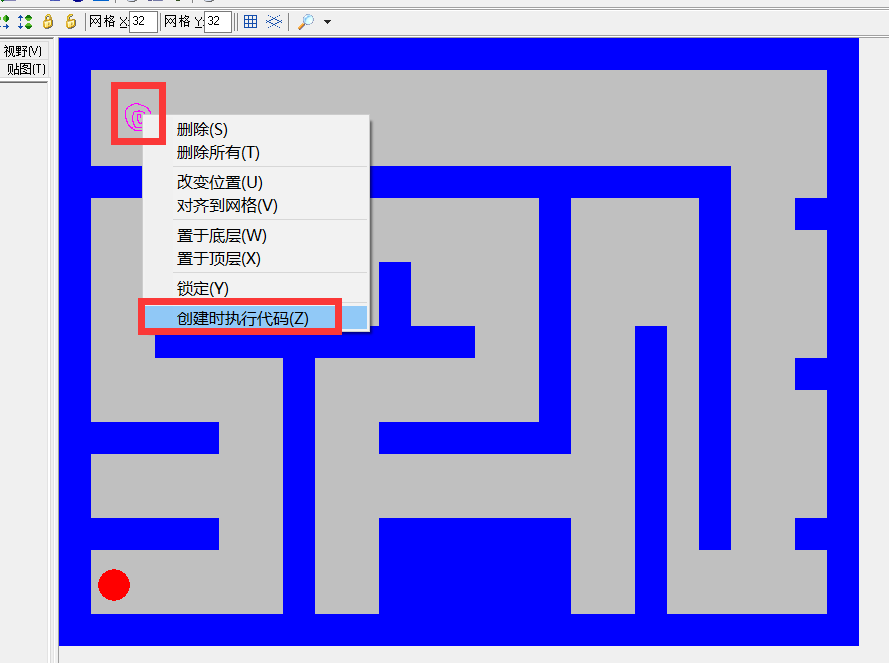 网格 X: 32 网格 Y: 32
视野(V)
贴图(T)
删除(S)
删除所有(T)
改变位置(U)
对齐到网格(V)
置于底层(W)
置于顶层(X)
锁定(Y)
创建时执行代码(Z)